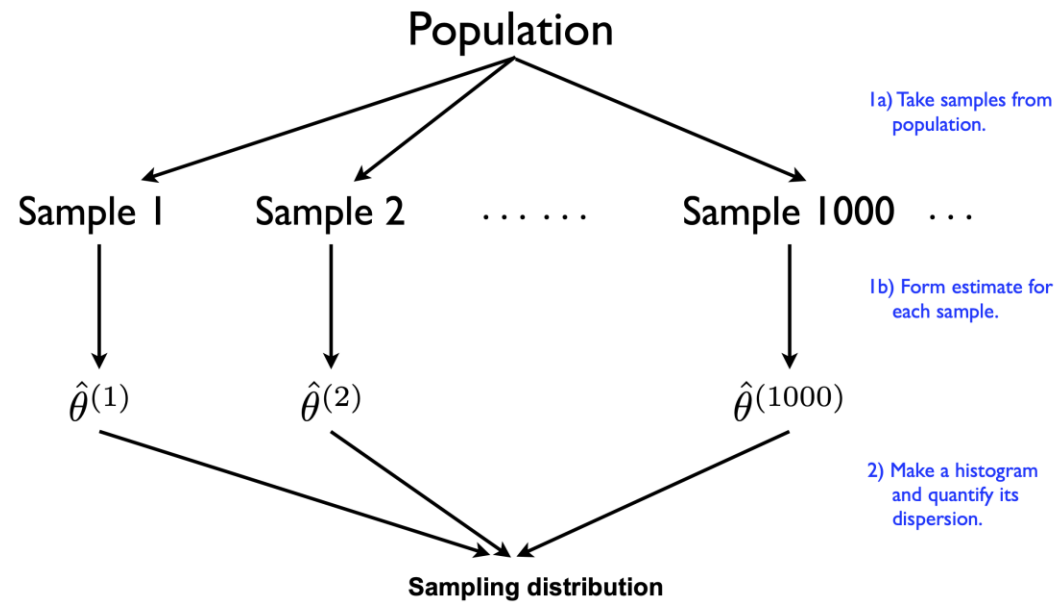 Population
1a) Take samples from
population.
Sample 1
Sample 2
......
Sample 1000
...
1b) Form estimate for
each sample.
θ̂⁽¹⁾
θ̂⁽²⁾
θ̂⁽¹⁰⁰⁰⁾
2) Make a histogram
and quantify its
dispersion.
Sampling distribution